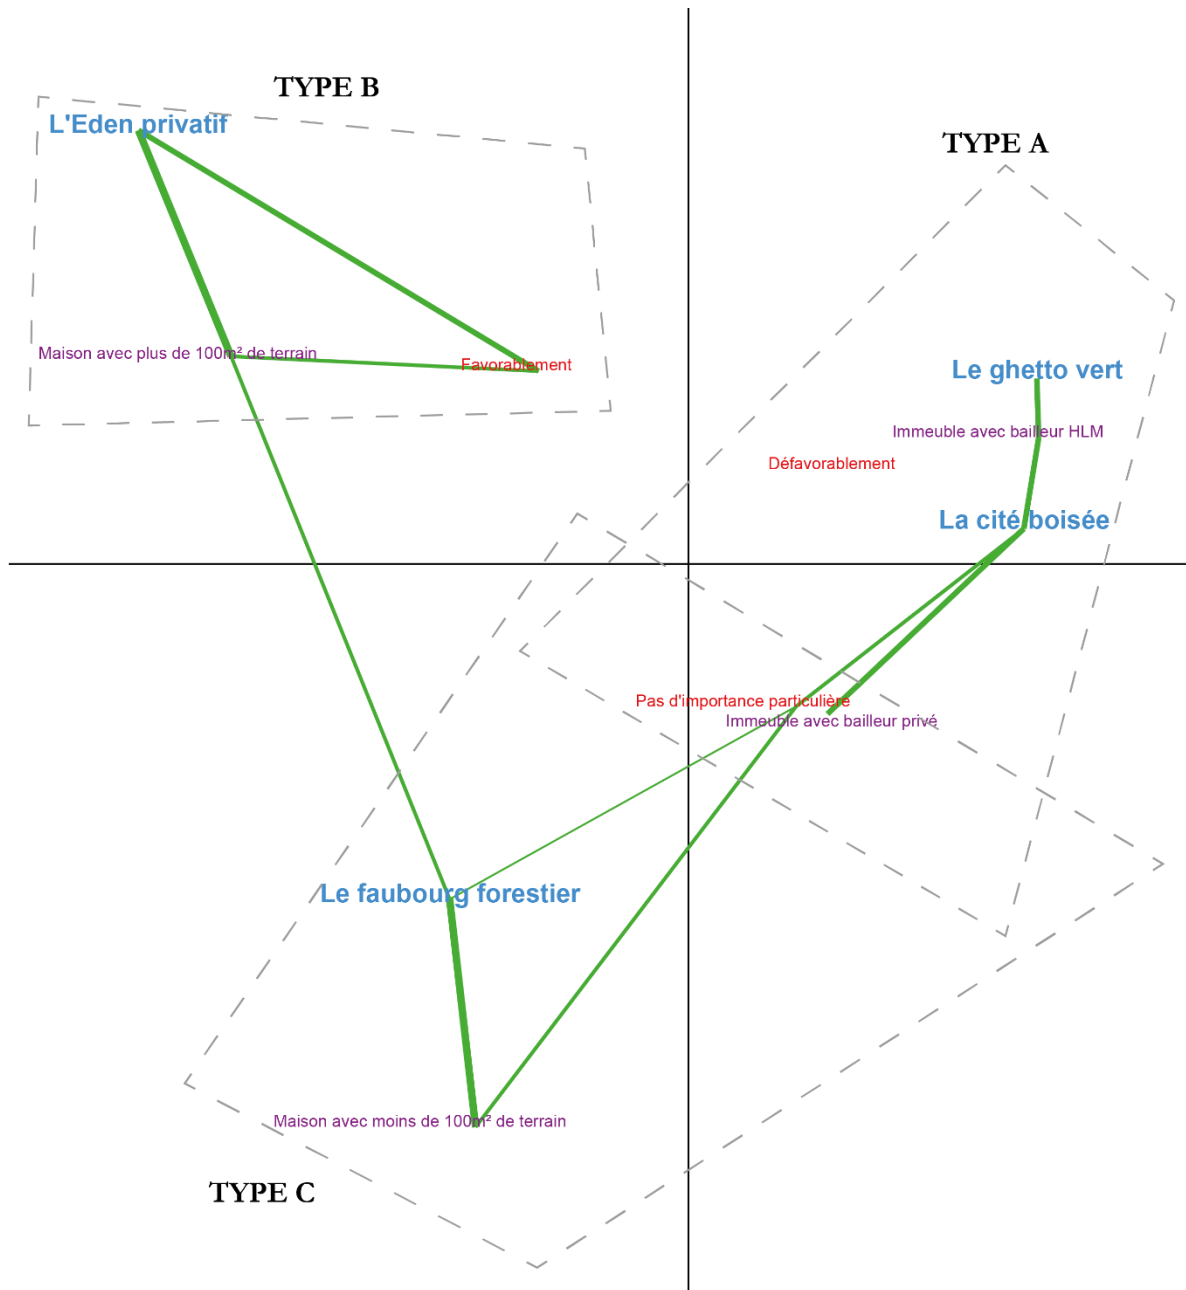 TYPE B
L'Eden privatif
TYPE A
Maison avec plus de 100m² de terrain
Favorablement
Le ghetto vert
Immeuble avec bailleur HLM
Défavorablement
La cité boisée
Pas d'importance particulière
Immeuble avec bailleur privé
Le faubourg forestier
Maison avec moins de 100m² de terrain
TYPE C